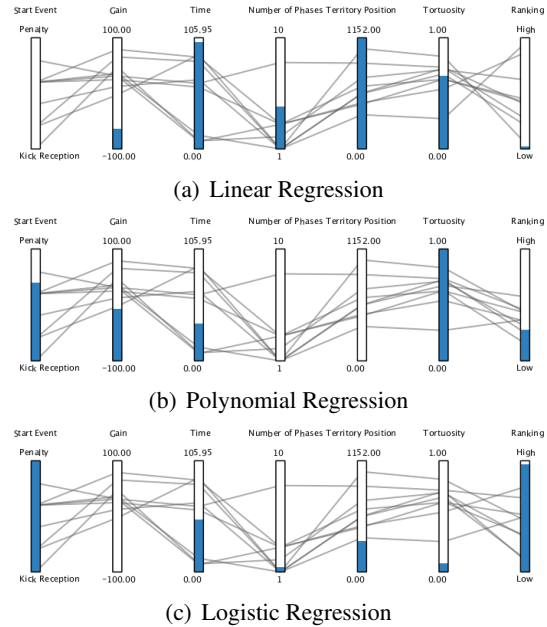 Start Event Gain Time Number of Phases Territory Position Tortuosity Ranking
Penalty 100.00 105.95 10 1152.00 1.00 High
Kick Reception −100.00 0.00 1 0.00 0.00 Low
(a) Linear Regression
Start Event Gain Time Number of Phases Territory Position Tortuosity Ranking
Penalty 100.00 105.95 10 1152.00 1.00 High
Kick Reception −100.00 0.00 1 0.00 0.00 Low
(b) Polynomial Regression
Start Event Gain Time Number of Phases Territory Position Tortuosity Ranking
Penalty 100.00 105.95 10 1152.00 1.00 High
Kick Reception −100.00 0.00 1 0.00 0.00 Low
(c) Logistic Regression